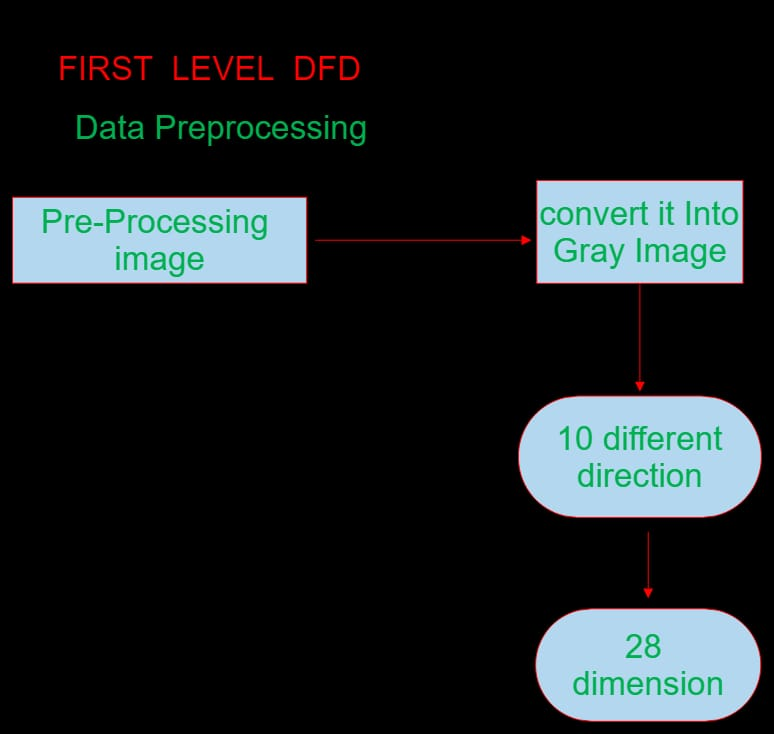 FIRST LEVEL DFD
Data Preprocessing
Pre-Processing
image
convert it Into
Gray Image
10 different
direction
28
dimension